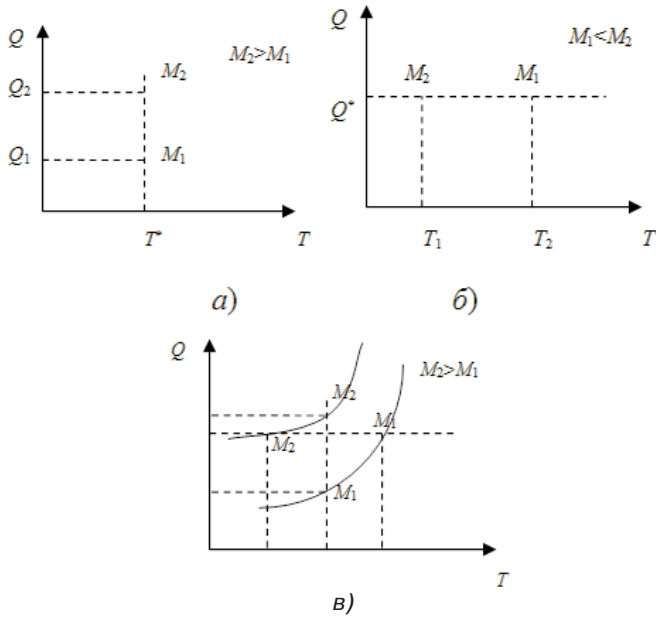 Q
M₂>M₁
M₂
Q₂
Q₁
M₁
T*
T
Q
M₁<M₂
M₂
M₁
Q*
T₁
T₂
T
а)
б)
Q
M₂>M₁
M₂
M₁
M₂
M₁
T
в)